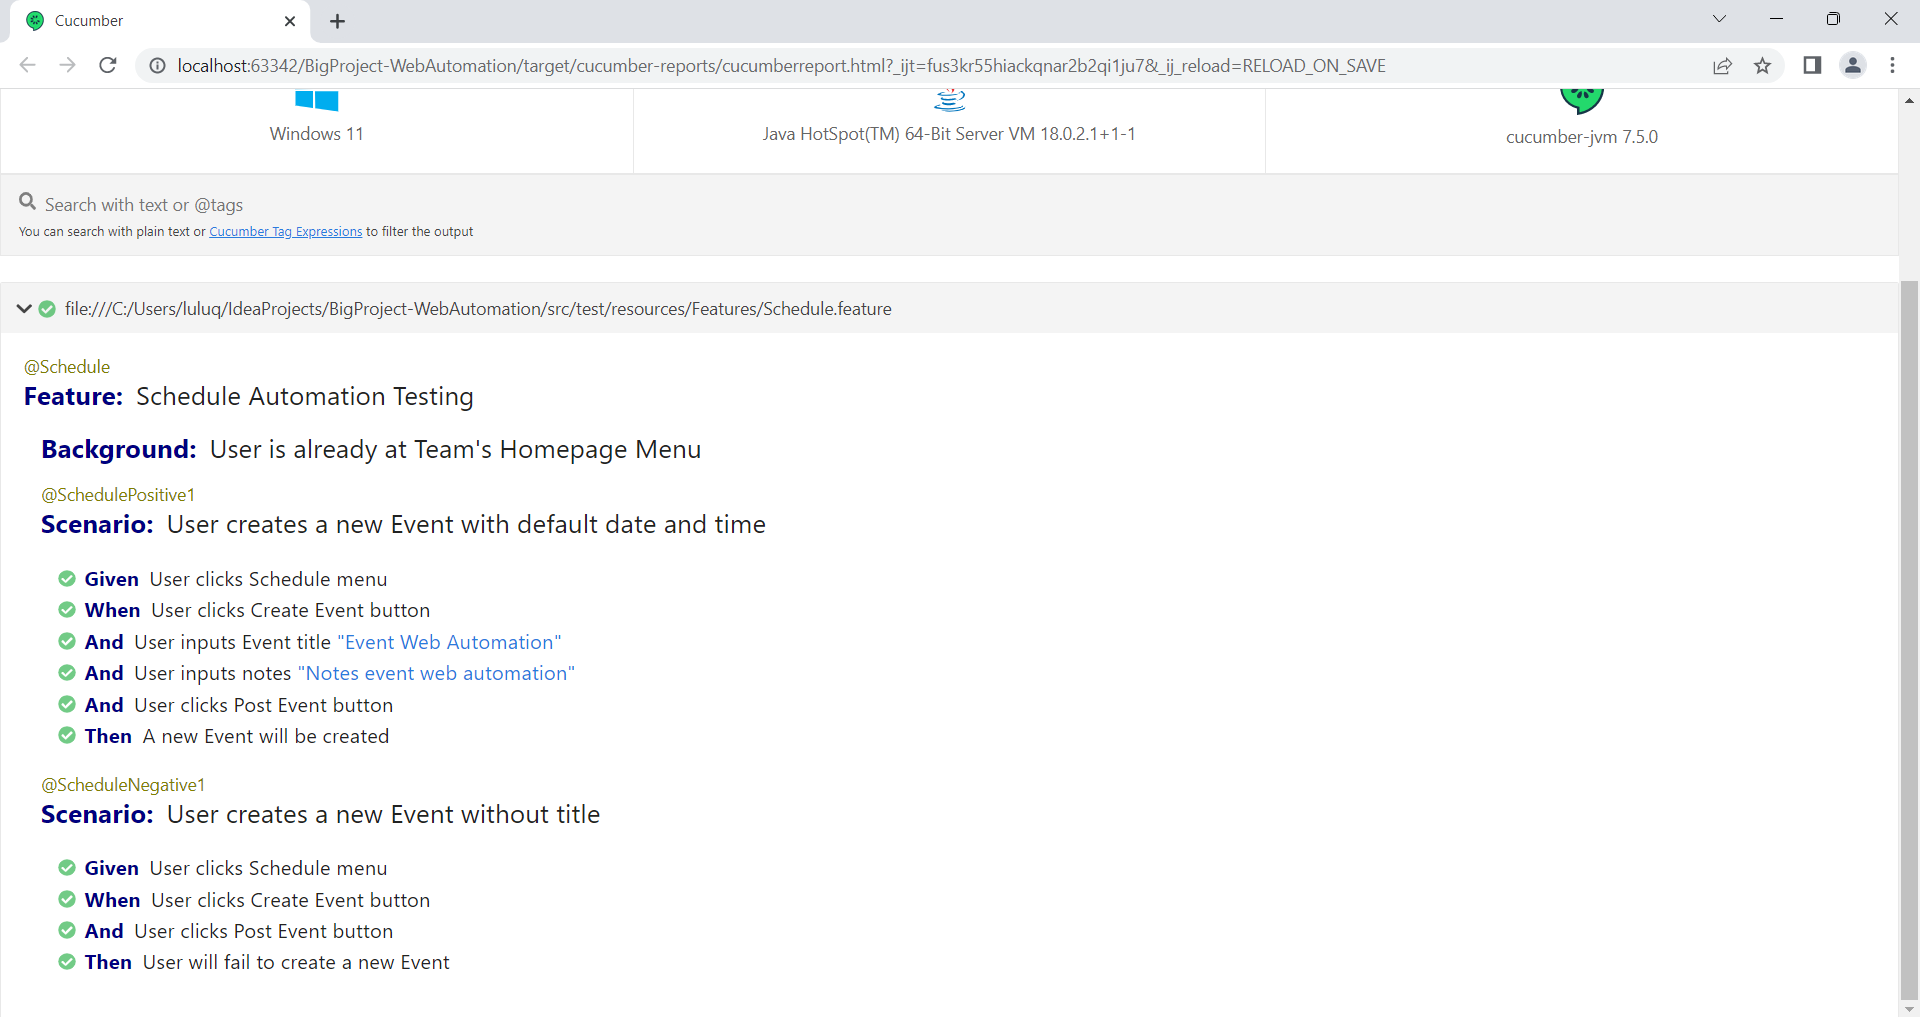 Cucumber
localhost:63342/BigProject-WebAutomation/target/cucumber-reports/cucumberreport.html?_ijt=fus3kr55hiackqnar2b2qi1ju7&_ij_reload=RELOAD_ON_SAVE
Windows 11
Java HotSpot(TM) 64-Bit Server VM 18.0.2.1+1-1
cucumber-jvm 7.5.0
Search with text or @tags
You can search with plain text or Cucumber Tag Expressions to filter the output
file:///C:/Users/luluq/IdeaProjects/BigProject-WebAutomation/src/test/resources/Features/Schedule.feature
@Schedule
Feature: Schedule Automation Testing
Background: User is already at Team's Homepage Menu
@SchedulePositive1
Scenario: User creates a new Event with default date and time
Given User clicks Schedule menu
When User clicks Create Event button
And User inputs Event title "Event Web Automation"
And User inputs notes "Notes event web automation"
And User clicks Post Event button
Then A new Event will be created
@ScheduleNegative1
Scenario: User creates a new Event without title
Given User clicks Schedule menu
When User clicks Create Event button
And User clicks Post Event button
Then User will fail to create a new Event